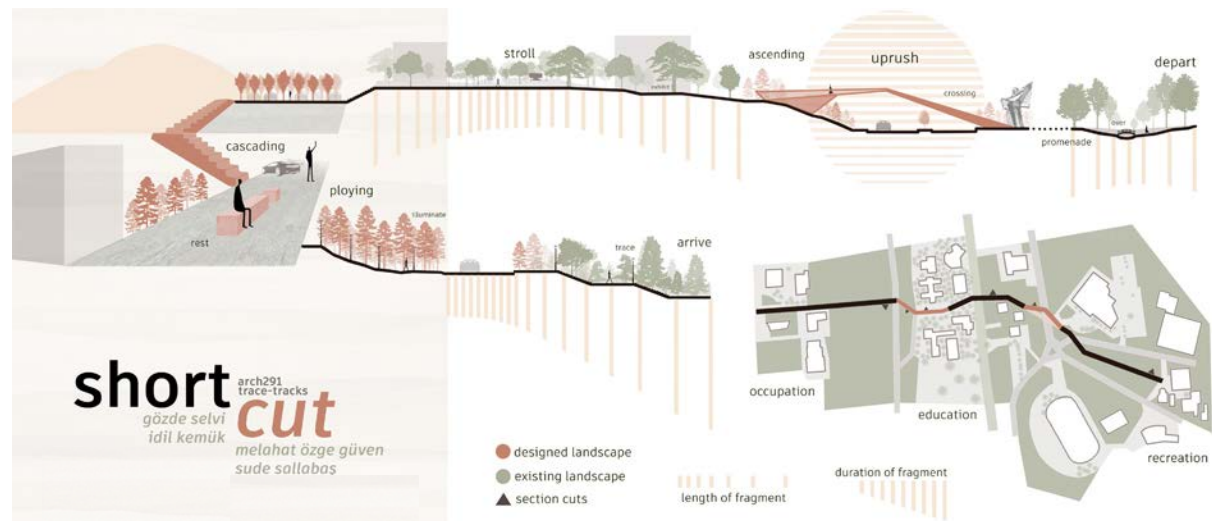 stroll
ascending
uprush
depart
exhibit
crossing
over
promenade
cascading
ploying
illuminate
rest
trace
arrive
short
cut
arch291
trace-tracks
gözde selvi
idil kemük
melahat özge güven
sude sallabaş
occupation
education
recreation
designed landscape
existing landscape
section cuts
length of fragment
duration of fragment